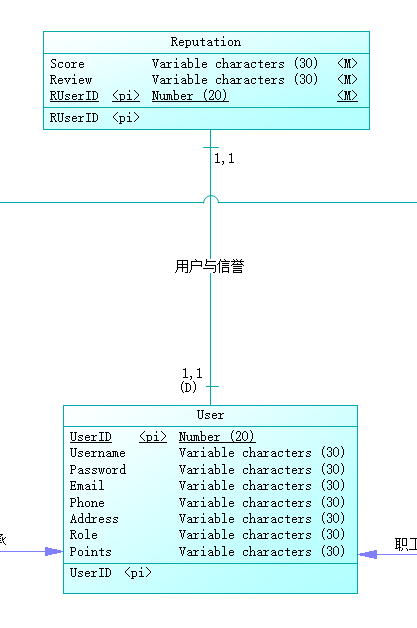 Reputation
Score Variable characters (30) <M>
Review Variable characters (30) <M>
RUserID <pi> Number (20) <M>
RUserID <pi>
1,1
用户与信誉
1,1
(D)
User
UserID <pi> Number (20)
Username Variable characters (30)
Password Variable characters (30)
Email Variable characters (30)
Phone Variable characters (30)
Address Variable characters (30)
Role Variable characters (30)
Points Variable characters (30)
UserID <pi>
承
职工